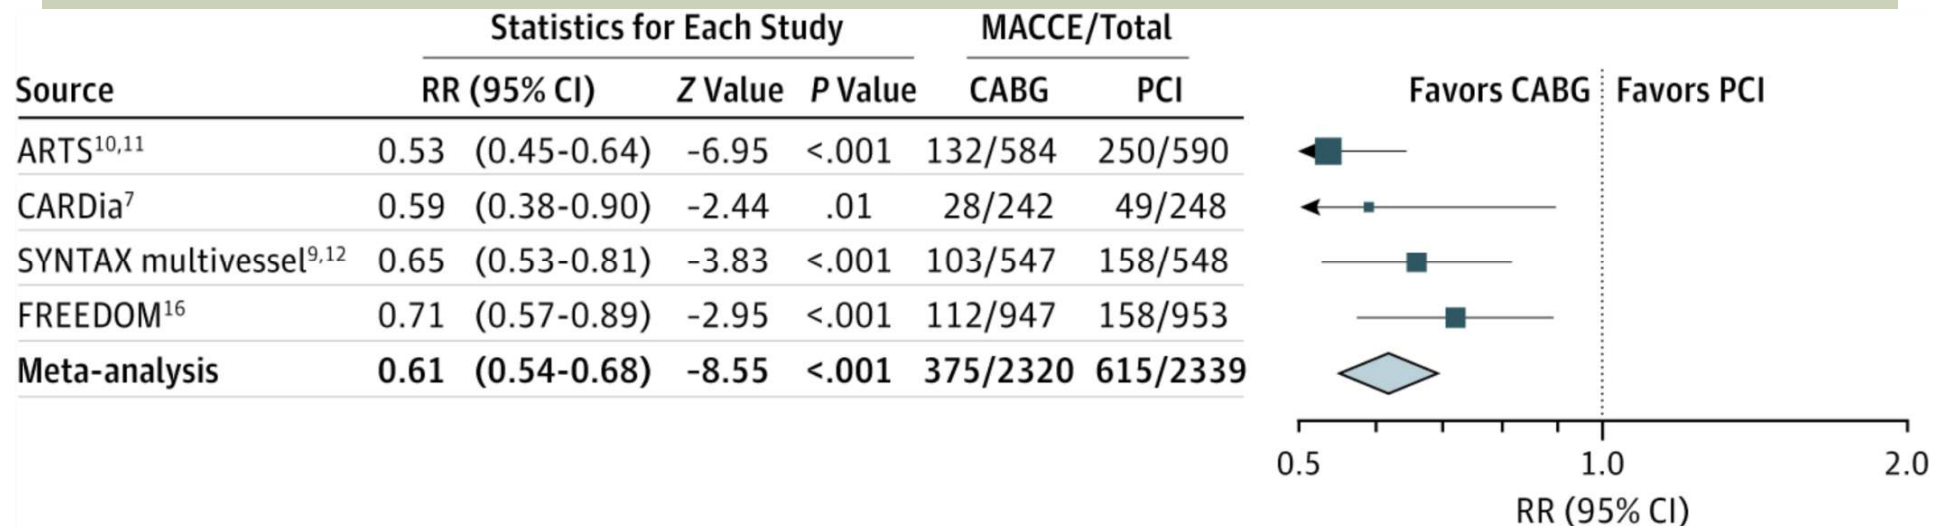 Statistics for Each Study MACCE/Total
Source RR (95% CI) Z Value P Value CABG PCI Favors CABG Favors PCI
ARTS10,11 0.53 (0.45-0.64) -6.95 <.001 132/584 250/590
CARDia7 0.59 (0.38-0.90) -2.44 .01 28/242 49/248
SYNTAX multivessel9,12 0.65 (0.53-0.81) -3.83 <.001 103/547 158/548
FREEDOM16 0.71 (0.57-0.89) -2.95 <.001 112/947 158/953
Meta-analysis 0.61 (0.54-0.68) -8.55 <.001 375/2320 615/2339
0.5 1.0 2.0
RR (95% CI)